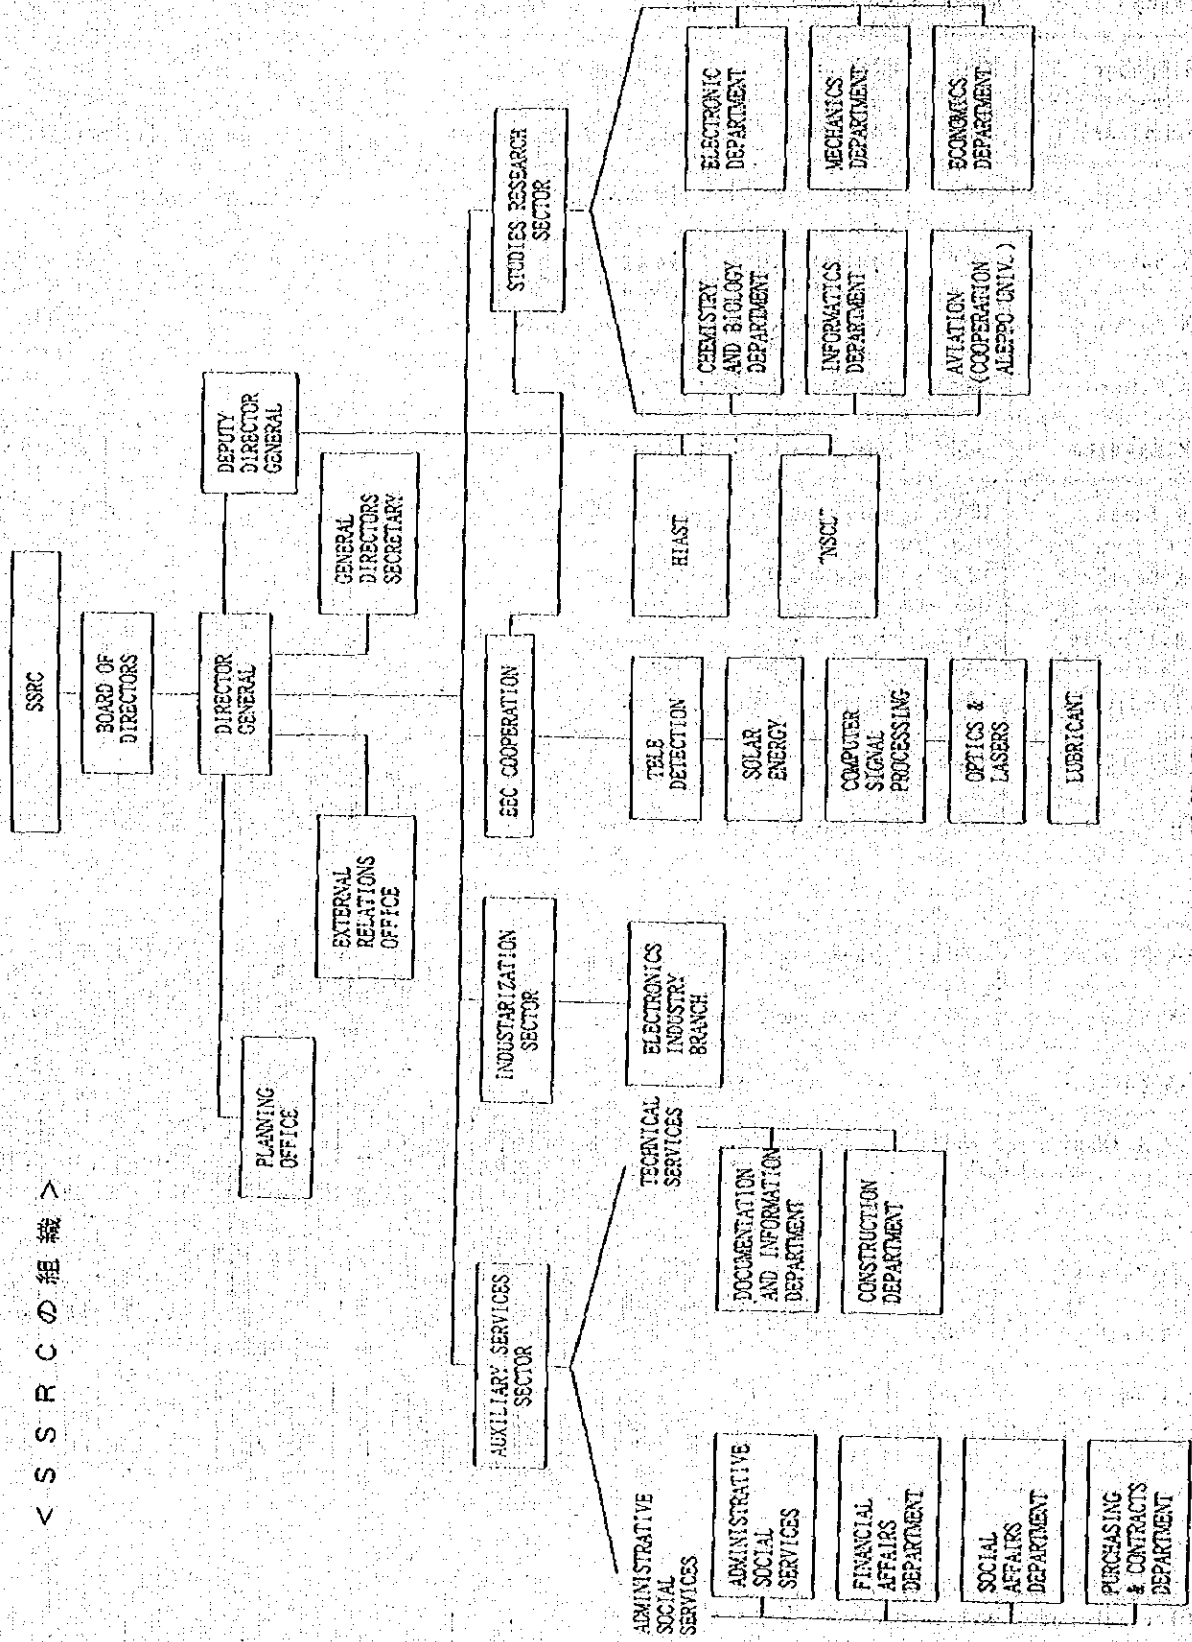 < S S R C の 組 織 >
SSRC
BOARD OF
DIRECTORS
DIRECTOR
GENERAL
DEPUTY
DIRECTOR
GENERAL
PLANNING
OFFICE
EXTERNAL
RELATIONS
OFFICE
GENERAL
DIRECTORS
SECRETARY
AUXILIARY SERVICES
SECTOR
INDUSTARIZATION
SECTOR
EEC COOPERATION
STUDIES RESEARCH
SECTOR
ADMINISTRATIVE
SOCIAL
SERVICES
ADMINISTRATIVE
SOCIAL
SERVICES
FINANCIAL
AFFAIRS
DEPARTMENT
SOCIAL
AFFAIRS
DEPARTMENT
PURCHASING
& CONTRACTS
DEPARTMENT
TECHNICAL
SERVICES
DOCUMENTATION
AND INFORMATION
DEPARTMENT
CONSTRUCTION
DEPARTMENT
ELECTRONICS
INDUSTRY
BRANCH
TELE
DETECTION
SOLAR
ENERGY
COMPUTER
SIGNAL
PROCESSING
OPTICS &
LASERS
LUBRICANT
HIAST
"NSCL"
CHEMISTRY
AND BIOLOGY
DEPARTMENT
INFORMATICS
DEPARTMENT
AVIATION
(COOPERATION
ALEPPO UNIV.)
ELECTRONIC
DEPARTMENT
MECHANICS
DEPARTMENT
ECONOMICS
DEPARTMENT